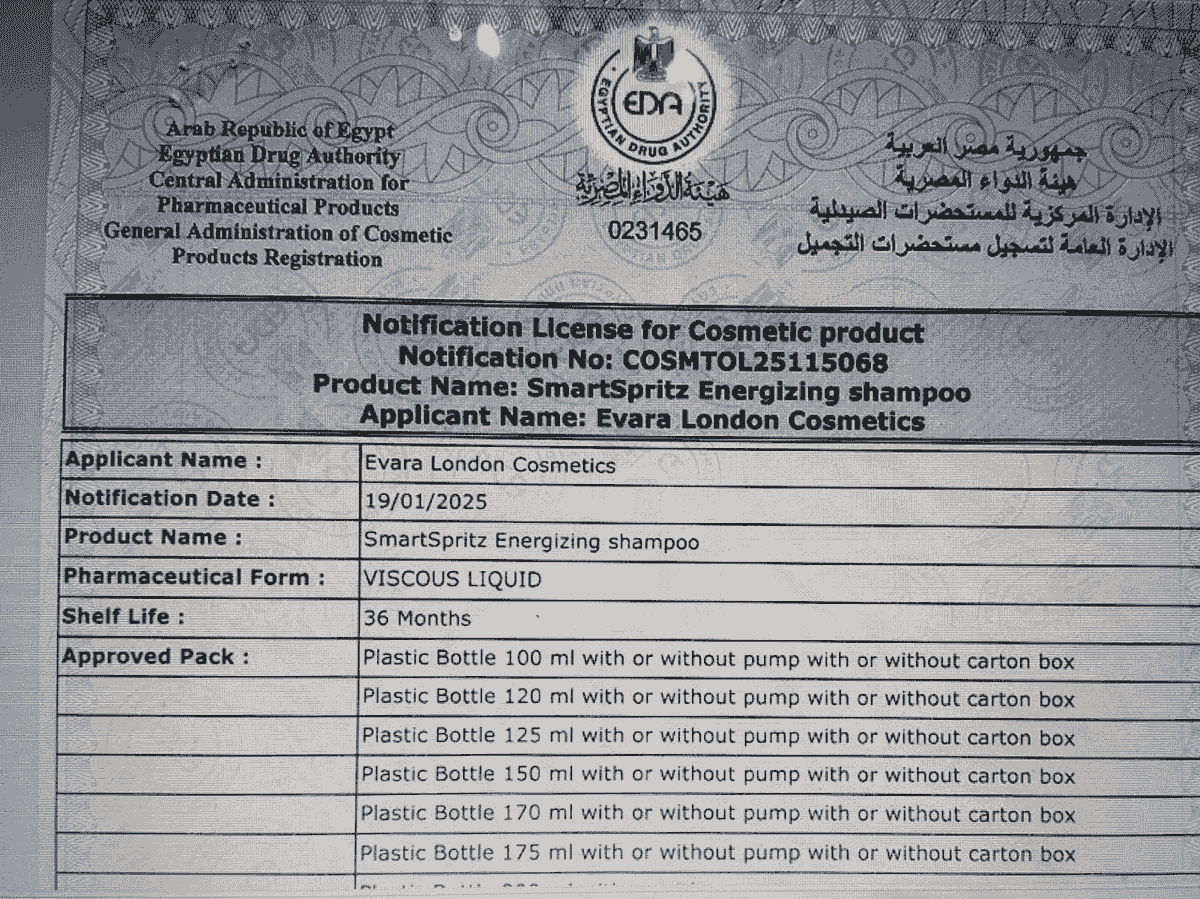 Arab Republic of Egypt
Egyptian Drug Authority
Central Administration for
Pharmaceutical Products
General Administration of Cosmetic
Products Registration
EGYPTIAN DRUG AUTHORITY
EDA
هيئة الدواء المصرية
0231465
جمهورية مصر العربية
هيئة الدواء المصرية
الإدارة المركزية للمستحضرات الصيدلية
الإدارة العامة لتسجيل مستحضرات التجميل
Notification License for Cosmetic product
Notification No: COSMTOL25115068
Product Name: SmartSpritz Energizing shampoo
Applicant Name: Evara London Cosmetics
Applicant Name : Evara London Cosmetics
Notification Date : 19/01/2025
Product Name : SmartSpritz Energizing shampoo
Pharmaceutical Form : VISCOUS LIQUID
Shelf Life : 36 Months
Approved Pack : Plastic Bottle 100 ml with or without pump with or without carton box
Plastic Bottle 120 ml with or without pump with or without carton box
Plastic Bottle 125 ml with or without pump with or without carton box
Plastic Bottle 150 ml with or without pump with or without carton box
Plastic Bottle 170 ml with or without pump with or without carton box
Plastic Bottle 175 ml with or without pump with or without carton box